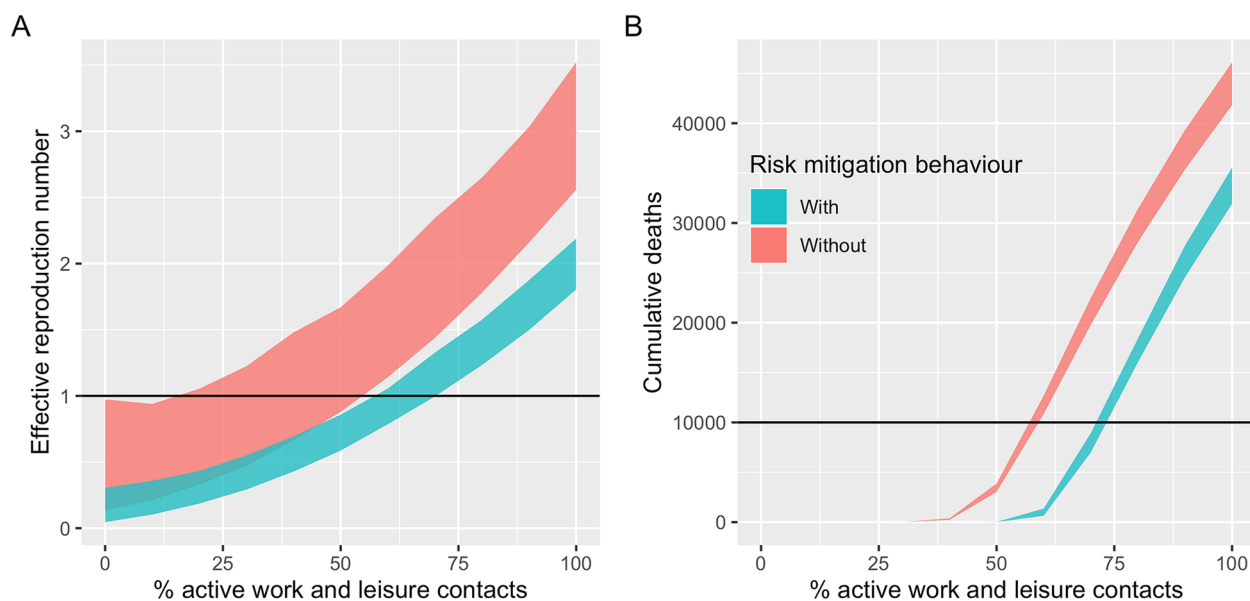 A
Effective reproduction number
3
2
1
0
0 25 50 75 100
% active work and leisure contacts
B
Cumulative deaths
40000
30000
20000
10000
0
Risk mitigation behaviour
With
Without
0 25 50 75 100
% active work and leisure contacts